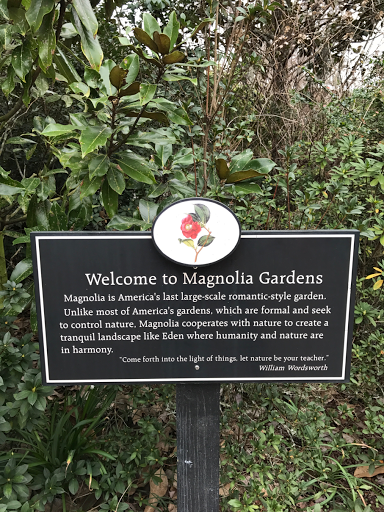 Welcome to Magnolia Gardens
Magnolia is America's last large-scale romantic-style garden.
Unlike most of America's gardens, which are formal and seek
to control nature, Magnolia cooperates with nature to create a
tranquil landscape like Eden where humanity and nature are
in harmony.
"Come forth into the light of things, let nature be your teacher."
William Wordsworth